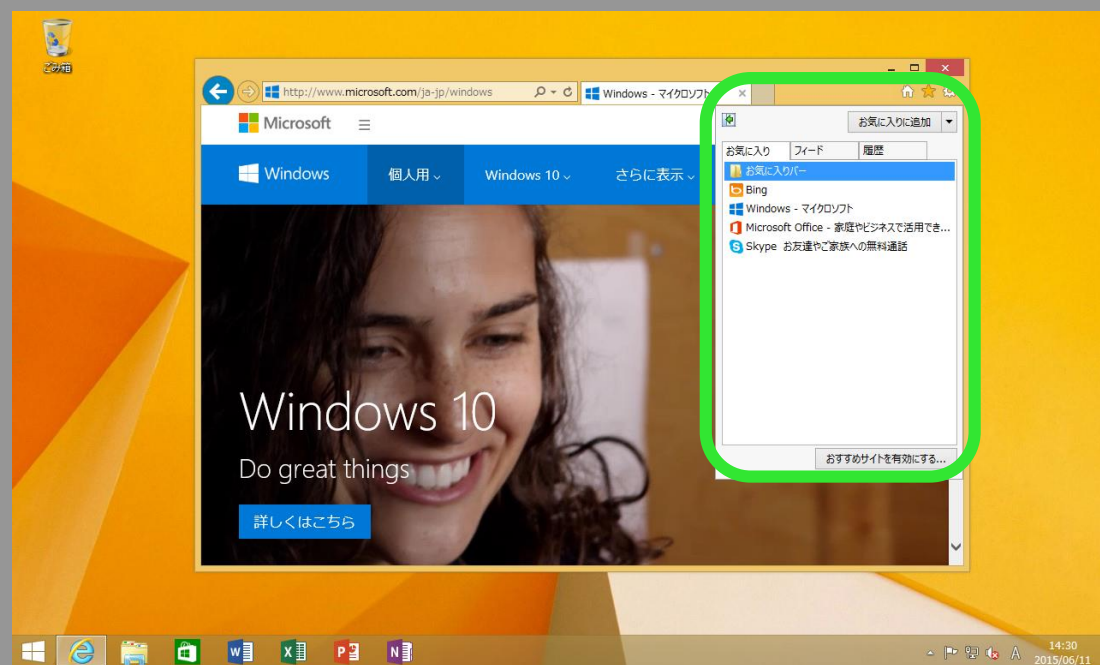 ごみ箱
http://www.microsoft.com/ja-jp/windows
Windows - マイクロソフト
Microsoft
お気に入りに追加
お気に入り フィード 履歴
Windows 個人用 Windows 10 さらに表示
お気に入りバー
Bing
Windows - マイクロソフト
Microsoft Office - 家庭やビジネスで活用でき...
Skype お友達やご家族への無料通話
Windows 10
Do great things
おすすめサイトを有効にする...
詳しくはこちら
A
14:30
2015/06/11